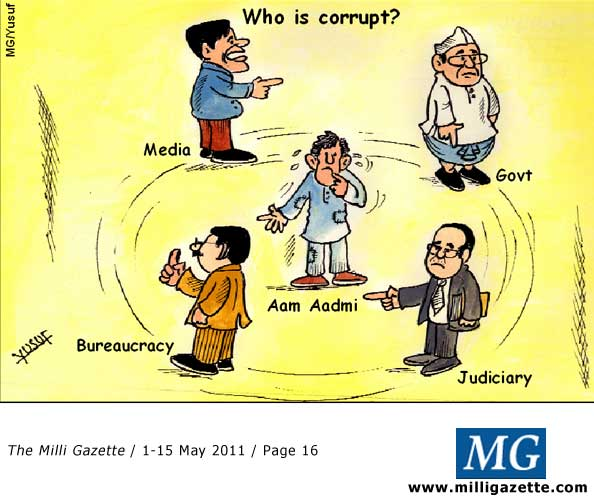 MG/Yusuf
Who is corrupt?
Media
Govt
Aam Aadmi
Bureaucracy
Judiciary
yusuf
The Milli Gazette / 1-15 May 2011 / Page 16
MG
www.milligazette.com